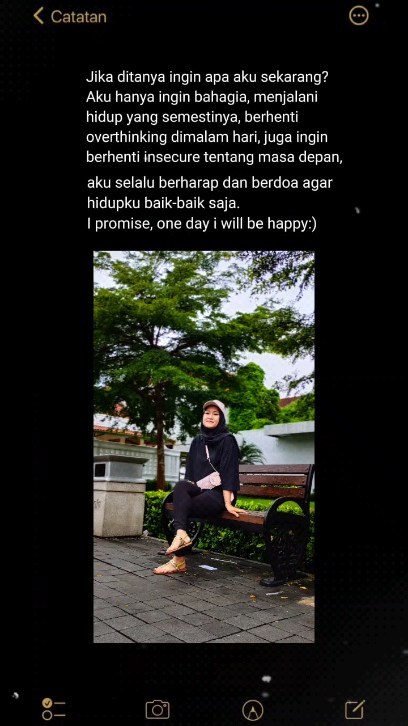 Catatan
Jika ditanya ingin apa aku sekarang?
Aku hanya ingin bahagia, menjalani
hidup yang semestinya, berhenti
overthinking dimalam hari, juga ingin
berhenti insecure tentang masa depan,
aku selalu berharap dan berdoa agar
hidupku baik-baik saja.
I promise, one day i will be happy:)